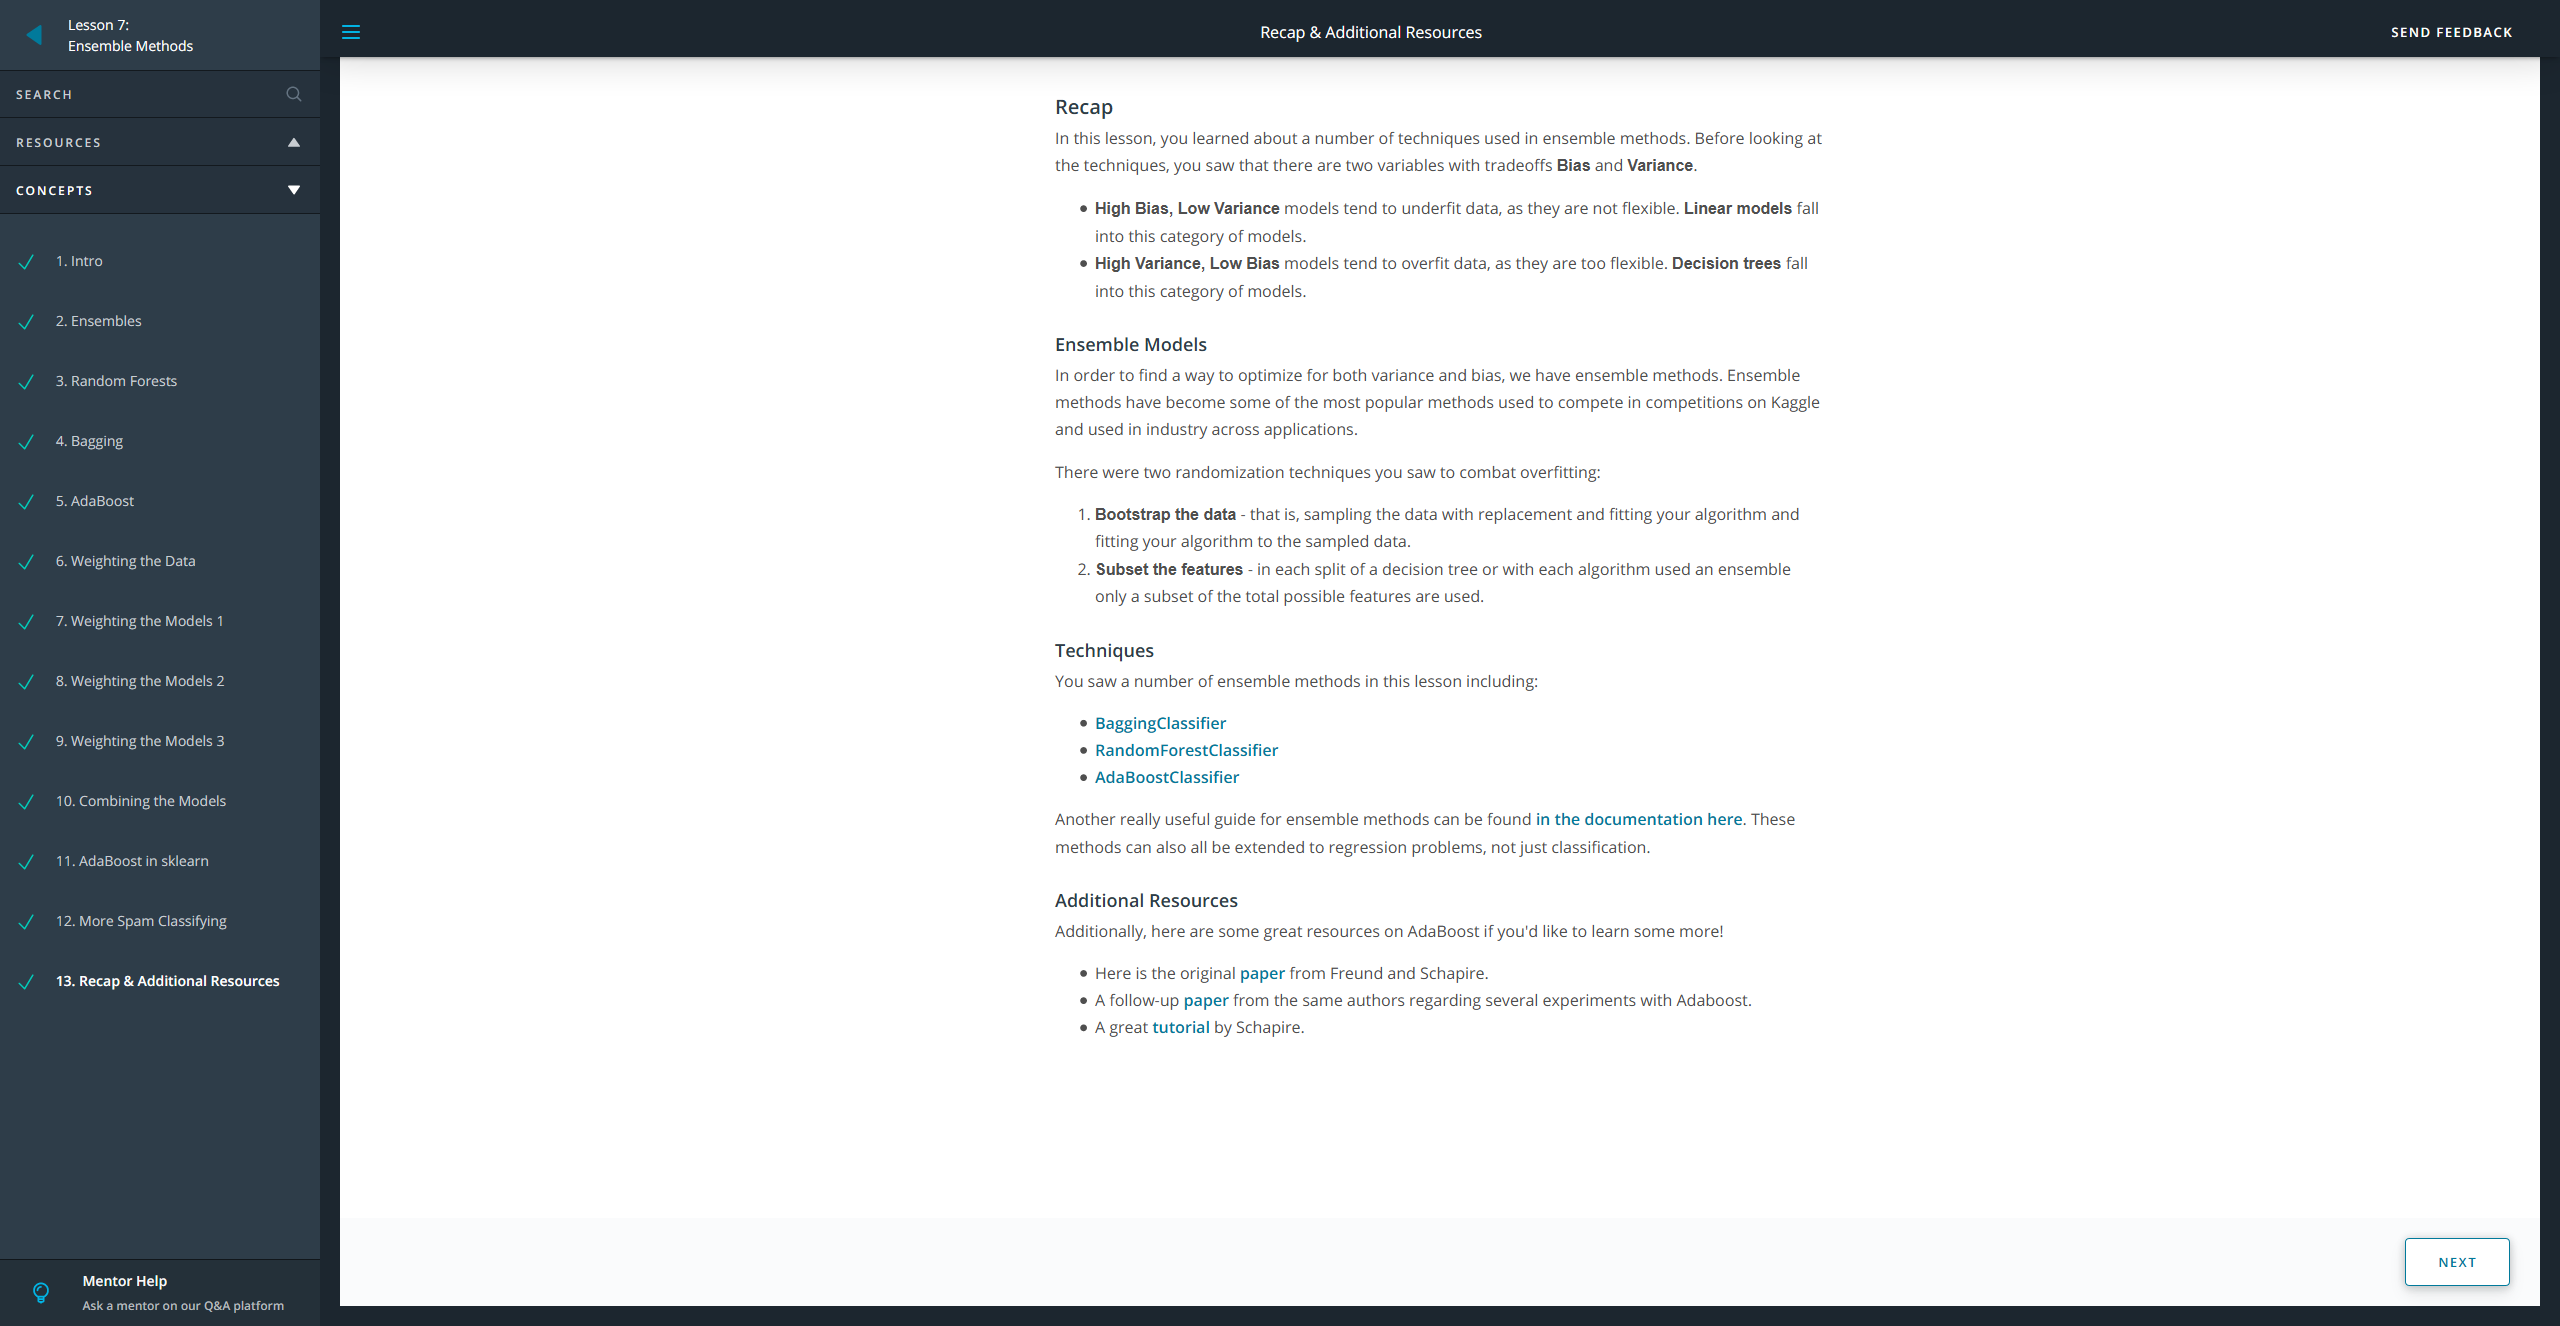 Lesson 7:
Ensemble Methods
SEARCH
RESOURCES
CONCEPTS
1. Intro
2. Ensembles
3. Random Forests
4. Bagging
5. AdaBoost
6. Weighting the Data
7. Weighting the Models 1
8. Weighting the Models 2
9. Weighting the Models 3
10. Combining the Models
11. AdaBoost in sklearn
12. More Spam Classifying
13. Recap & Additional Resources
Mentor Help
Ask a mentor on our Q&A platform
Recap & Additional Resources
SEND FEEDBACK
Recap
In this lesson, you learned about a number of techniques used in ensemble methods. Before looking at
the techniques, you saw that there are two variables with tradeoffs Bias and Variance.
• High Bias, Low Variance models tend to underfit data, as they are not flexible. Linear models fall
into this category of models.
• High Variance, Low Bias models tend to overfit data, as they are too flexible. Decision trees fall
into this category of models.
Ensemble Models
In order to find a way to optimize for both variance and bias, we have ensemble methods. Ensemble
methods have become some of the most popular methods used to compete in competitions on Kaggle
and used in industry across applications.
There were two randomization techniques you saw to combat overfitting:
1. Bootstrap the data - that is, sampling the data with replacement and fitting your algorithm and
fitting your algorithm to the sampled data.
2. Subset the features - in each split of a decision tree or with each algorithm used an ensemble
only a subset of the total possible features are used.
Techniques
You saw a number of ensemble methods in this lesson including:
• BaggingClassifier
• RandomForestClassifier
• AdaBoostClassifier
Another really useful guide for ensemble methods can be found in the documentation here. These
methods can also all be extended to regression problems, not just classification.
Additional Resources
Additionally, here are some great resources on AdaBoost if you'd like to learn some more!
• Here is the original paper from Freund and Schapire.
• A follow-up paper from the same authors regarding several experiments with Adaboost.
• A great tutorial by Schapire.
NEXT